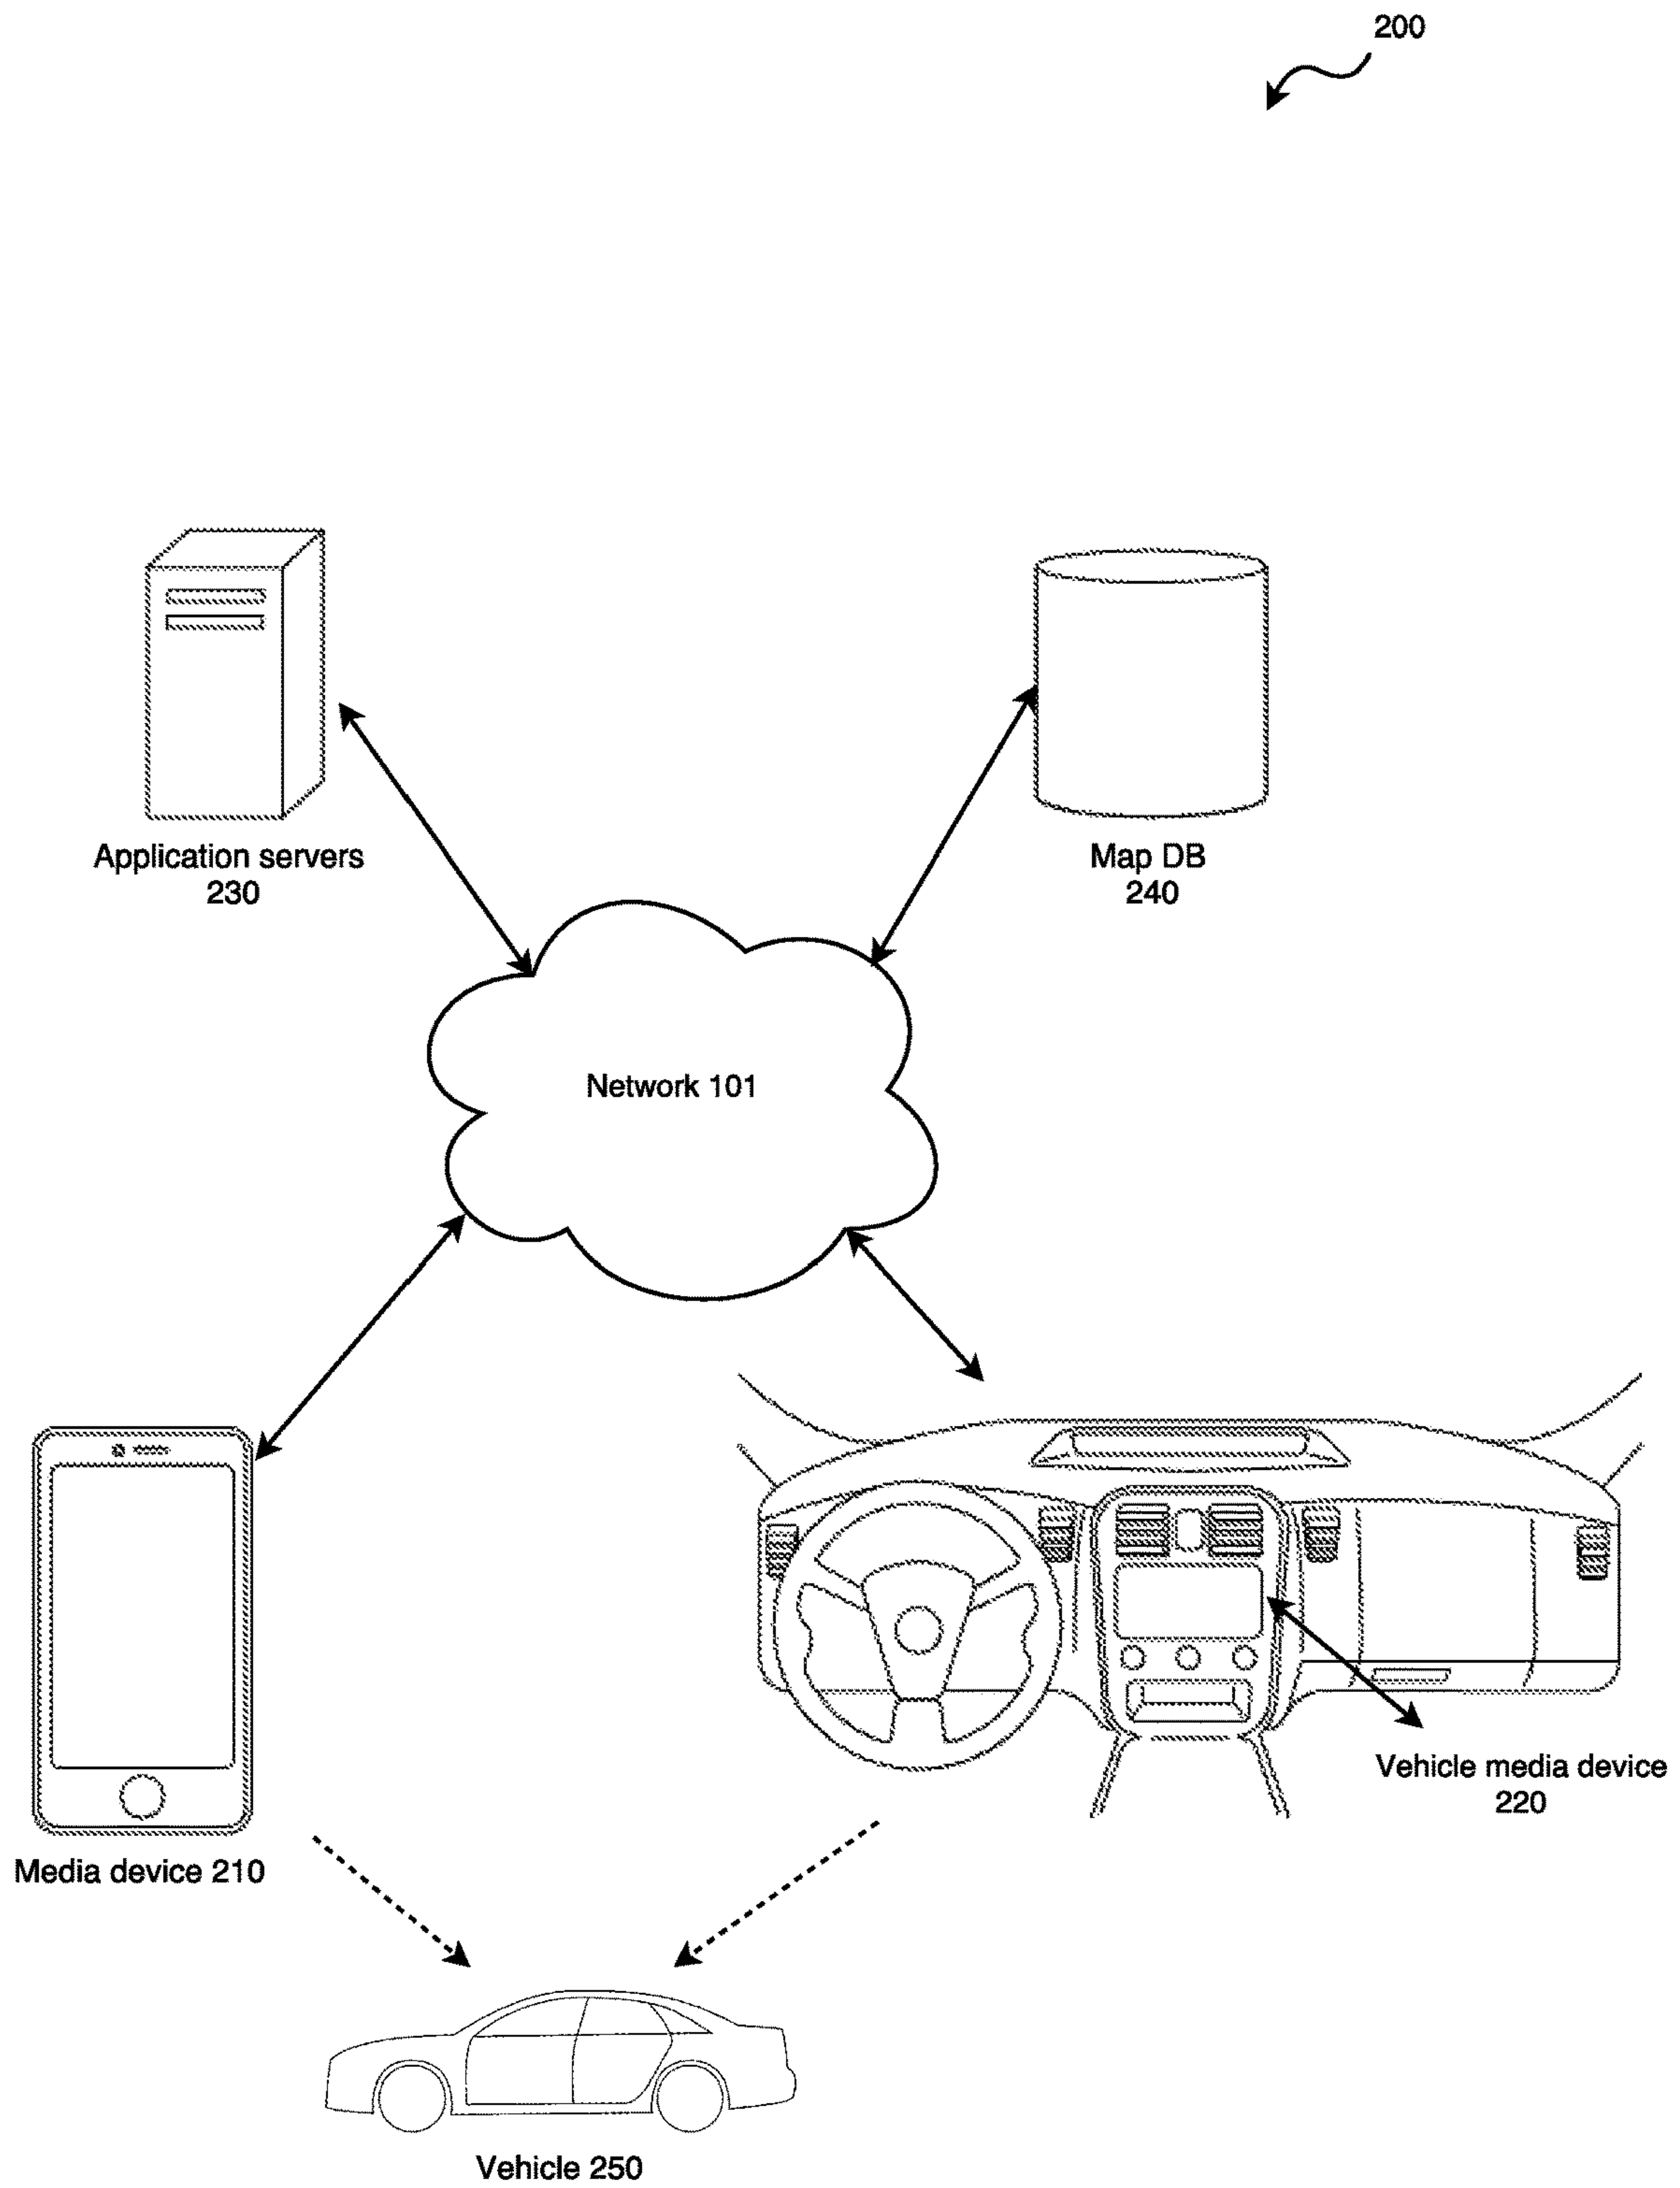 200
Application servers
230
Map DB
240
Network 101
Vehicle media device
220
Media device 210
Vehicle 250